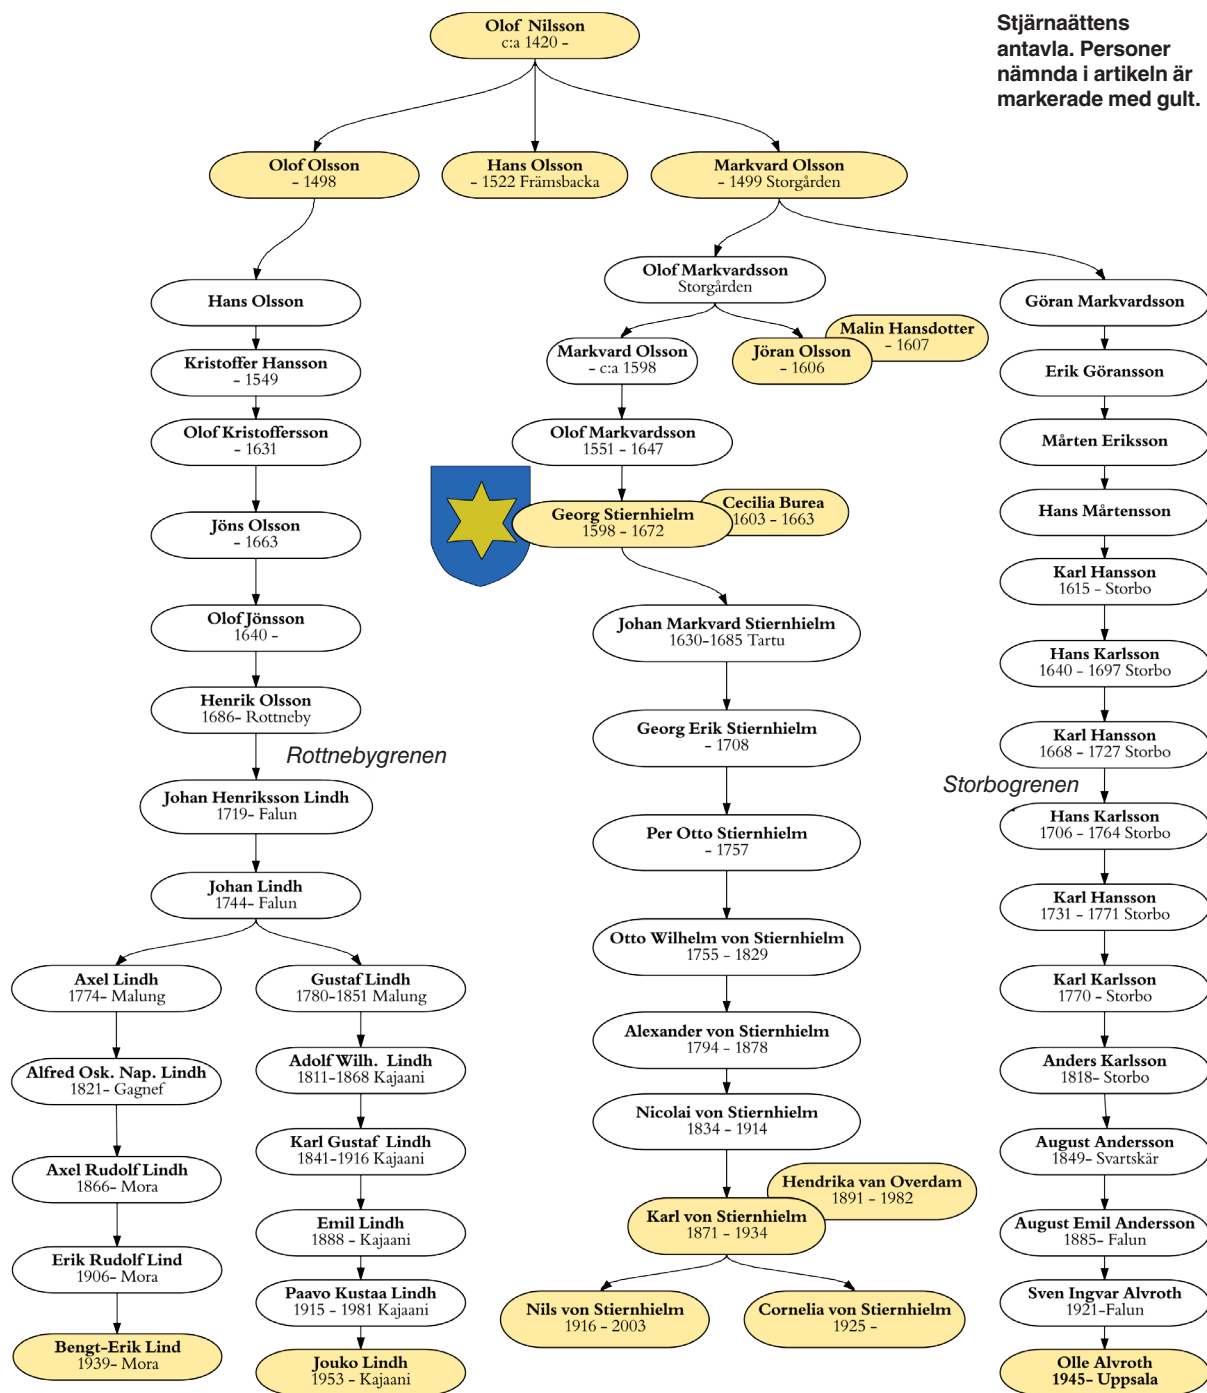 Olof Nilsson
c:a 1420 -
Stjärnaättens
antavla. Personer
nämnda i artikeln är
markerade med gult.
Olof Olsson
- 1498
Hans Olsson
- 1522 Främsbacka
Markvard Olsson
- 1499 Storgården
Hans Olsson
Kristoffer Hansson
- 1549
Olof Kristoffersson
- 1631
Jöns Olsson
- 1663
Olof Jönsson
1640 -
Henrik Olsson
1686- Rottneby
Rottnebygrenen
Johan Henriksson Lindh
1719- Falun
Johan Lindh
1744- Falun
Axel Lindh
1774- Malung
Alfred Osk. Nap. Lindh
1821- Gagnef
Axel Rudolf Lindh
1866- Mora
Erik Rudolf Lind
1906- Mora
Bengt-Erik Lind
1939- Mora
Gustaf Lindh
1780-1851 Malung
Adolf Wilh. Lindh
1811-1868 Kajaani
Karl Gustaf Lindh
1841-1916 Kajaani
Emil Lindh
1888 - Kajaani
Paavo Kustaa Lindh
1915 - 1981 Kajaani
Jouko Lindh
1953 - Kajaani
Olof Markvardsson
Storgården
Markvard Olsson
- c:a 1598
Jöran Olsson
- 1606
Malin Hansdotter
- 1607
Olof Markvardsson
1551 - 1647
Georg Stiernhielm
1598 - 1672
Cecilia Burea
1603 - 1663
Johan Markvard Stiernhielm
1630-1685 Tartu
Georg Erik Stiernhielm
- 1708
Per Otto Stiernhielm
- 1757
Otto Wilhelm von Stiernhielm
1755 - 1829
Alexander von Stiernhielm
1794 - 1878
Nicolai von Stiernhielm
1834 - 1914
Hendrika van Overdam
1891 - 1982
Karl von Stiernhielm
1871 - 1934
Nils von Stiernhielm
1916 - 2003
Cornelia von Stiernhielm
1925 -
Göran Markvardsson
Erik Göransson
Mårten Eriksson
Hans Mårtensson
Karl Hansson
1615 - Storbo
Hans Karlsson
1640 - 1697 Storbo
Karl Hansson
1668 - 1727 Storbo
Storbogrenen
Hans Karlsson
1706 - 1764 Storbo
Karl Hansson
1731 - 1771 Storbo
Karl Karlsson
1770 - Storbo
Anders Karlsson
1818- Storbo
August Andersson
1849- Svartskär
August Emil Andersson
1885- Falun
Sven Ingvar Alvroth
1921-Falun
Olle Alvroth
1945- Uppsala